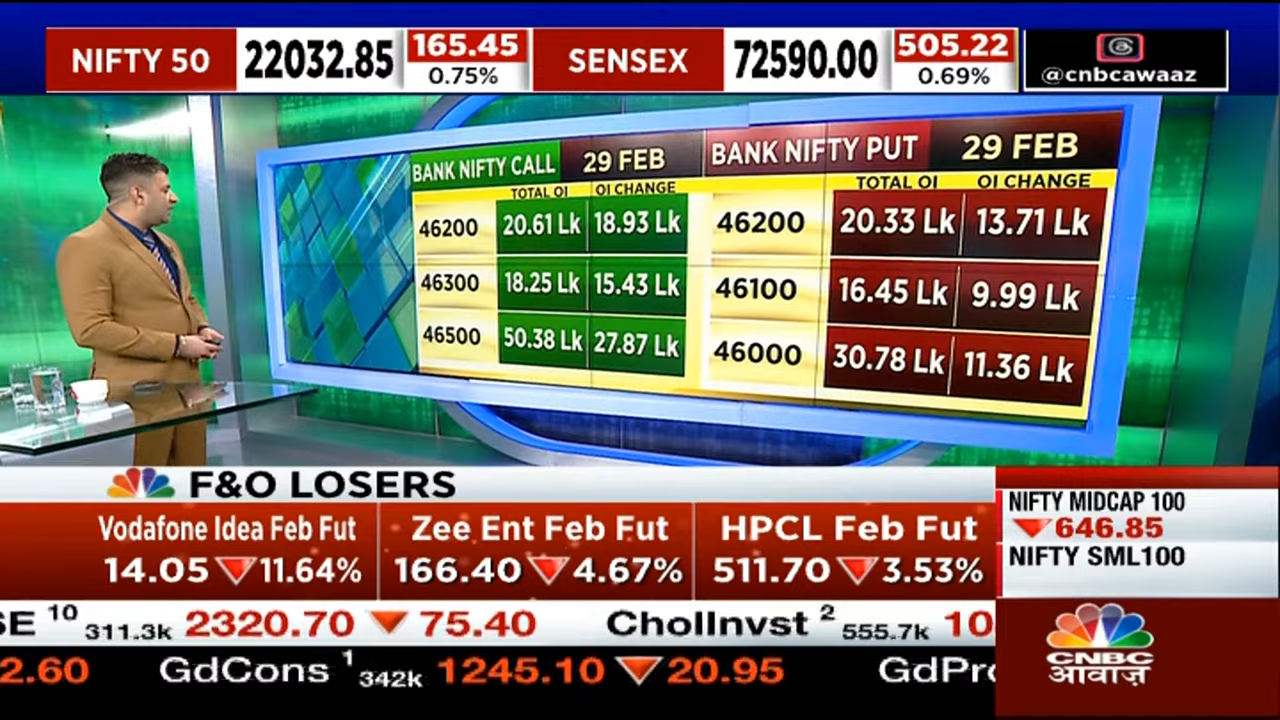 NIFTY 50 22032.85 165.45 0.75% SENSEX 72590.00 505.22 0.69% @cnbcawaaz
BANK NIFTY CALL 29 FEB BANK NIFTY PUT 29 FEB
TOTAL OI OI CHANGE TOTAL OI OI CHANGE
46200 20.61 Lk 18.93 Lk 46200 20.33 Lk 13.71 Lk
46300 18.25 Lk 15.43 Lk 46100 16.45 Lk 9.99 Lk
46500 50.38 Lk 27.87 Lk 46000 30.78 Lk 11.36 Lk
F&O LOSERS
Vodafone Idea Feb Fut Zee Ent Feb Fut HPCL Feb Fut
14.05 11.64% 166.40 4.67% 511.70 3.53%
NIFTY MIDCAP 100
646.85
NIFTY SML100
SE 10 311.3k 2320.70 75.40 CholInvst 2 555.7k 10
2.60 GdCons 1 342k 1245.10 20.95 GdPro
CNBC
आवाज़